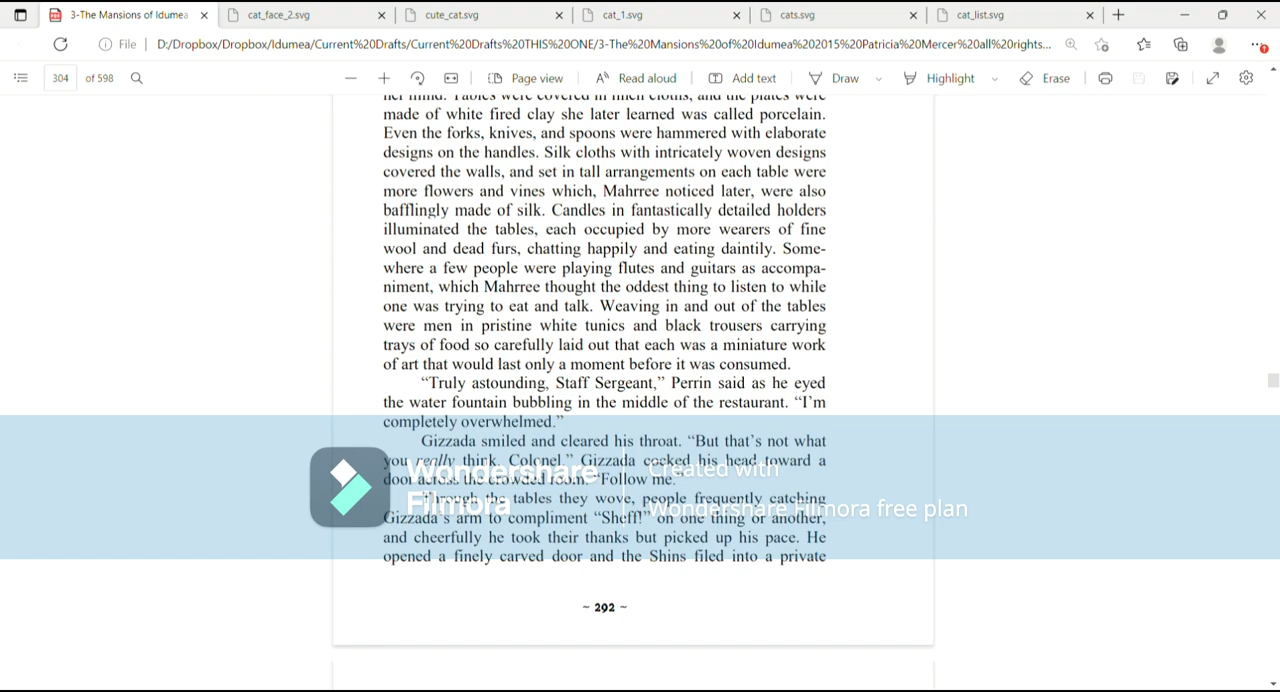 3-The Mansions of Idumea
cat_face_2.svg
cute_cat.svg
cat_1.svg
cats.svg
cat_list.svg
File
D:/Dropbox/Dropbox/Idumea/Current%20Drafts/Current%20Drafts%20THIS%20ONE/3-The%20Mansions%20of%20Idumea%202015%20Patricia%20Mercer%20all%20rights...
304 of 598
Page view
Read aloud
Add text
Draw
Highlight
Erase
her mind. Tables were covered in linen cloths, and the plates were
made of white fired clay she later learned was called porcelain.
Even the forks, knives, and spoons were hammered with elaborate
designs on the handles. Silk cloths with intricately woven designs
covered the walls, and set in tall arrangements on each table were
more flowers and vines which, Mahrree noticed later, were also
bafflingly made of silk. Candles in fantastically detailed holders
illuminated the tables, each occupied by more wearers of fine
wool and dead furs, chatting happily and eating daintily. Some-
where a few people were playing flutes and guitars as accompa-
niment, which Mahrree thought the oddest thing to listen to while
one was trying to eat and talk. Weaving in and out of the tables
were men in pristine white tunics and black trousers carrying
trays of food so carefully laid out that each was a miniature work
of art that would last only a moment before it was consumed.
“Truly astounding, Staff Sergeant,” Perrin said as he eyed
the water fountain bubbling in the middle of the restaurant. “I’m
completely overwhelmed.”
Gizzada smiled and cleared his throat. “But that’s not what
you really think, Colonel.” Gizzada cocked his head toward a
door across the crowded room. “Follow me.”
Through the tables they wove, people frequently catching
Gizzada’s arm to compliment “Sheff!” on one thing or another,
and cheerfully he took their thanks but picked up his pace. He
opened a finely carved door and the Shins filed into a private
~ 292 ~
Wondershare
Filmora
Created with
Wondershare Filmora free plan